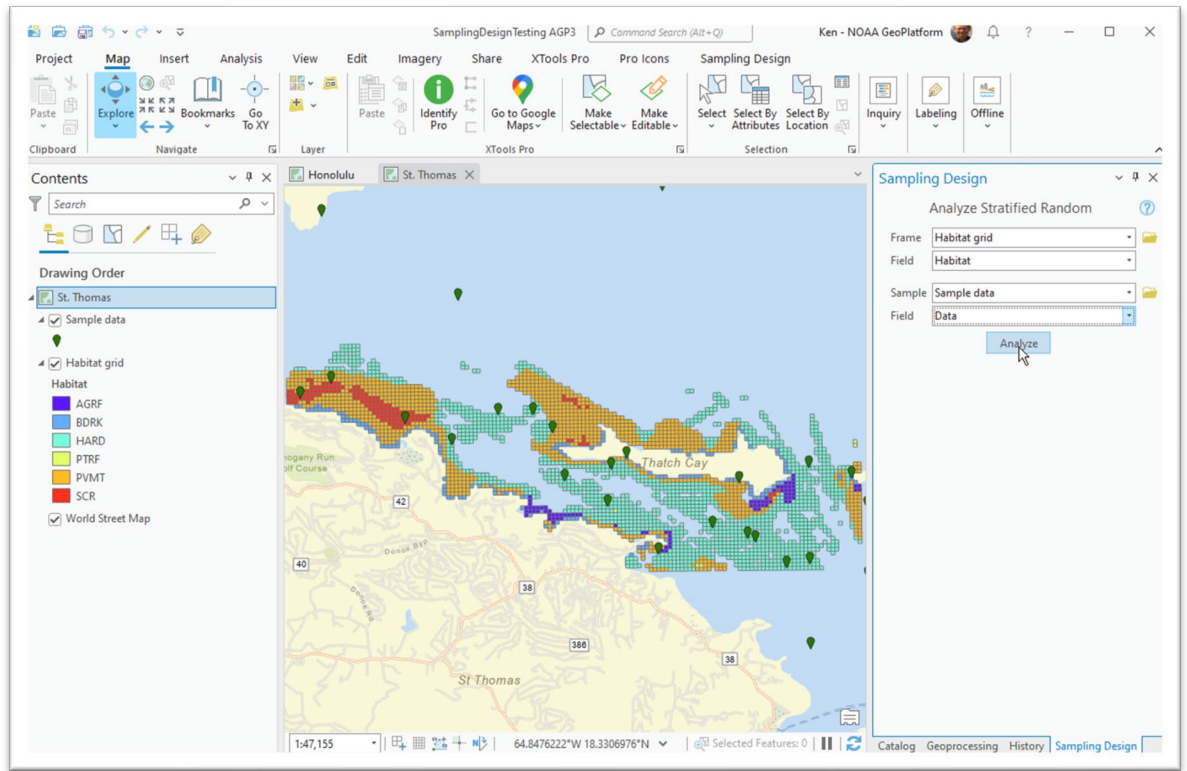 SamplingDesignTesting AGP3
Command Search (Alt+Q)
Ken - NOAA GeoPlatform
?
Project Map Insert Analysis View Edit Imagery Share XTools Pro Pro Icons Sampling Design
Paste
Explore
Bookmarks
Go
To XY
Paste
Identify
Pro
Go to Google
Maps
Make
Selectable
Make
Editable
Select
Select By
Attributes
Select By
Location
Inquiry
Labeling
Offline
Clipboard Navigate Layer XTools Pro Selection
Contents
Search
Drawing Order
St. Thomas
Sample data
Habitat grid
Habitat
AGRF
BDRK
HARD
PTRF
PVMT
SCR
World Street Map
Honolulu St. Thomas
Thatch Cay
ogany Run
olf Course
42
40
Donoe BYP
Donoe Rd
38
386
38
St Thomas
1:47,155
64.8476222°W 18.3306976°N
Selected Features: 0
Sampling Design
Analyze Stratified Random
?
Frame Habitat grid
Field Habitat
Sample Sample data
Field Data
Analyze
Catalog Geoprocessing History Sampling Design